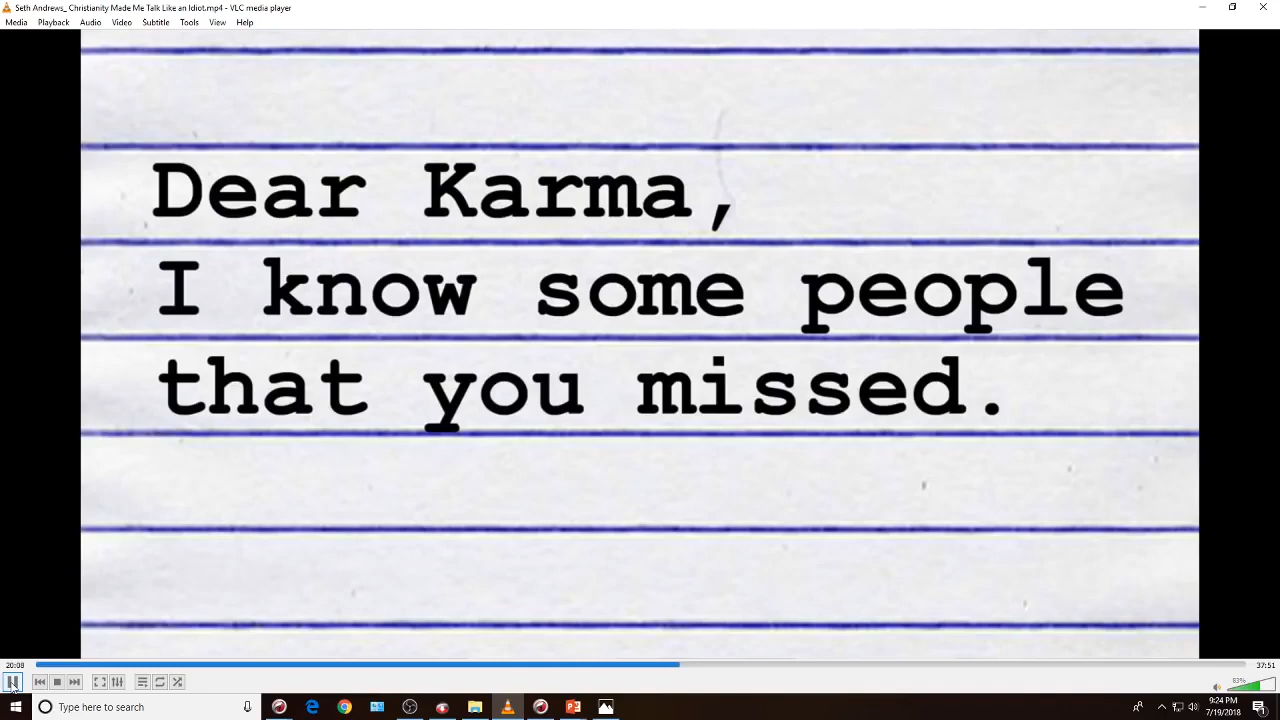 Seth Andrews_ Christianity Made Me Talk Like an Idiot.mp4 - VLC media player
Media Playback Audio Video Subtitle Tools View Help
Dear Karma,
I know some people
that you missed.
20:08 37:51
83%
Type here to search
9:24 PM
7/19/2018